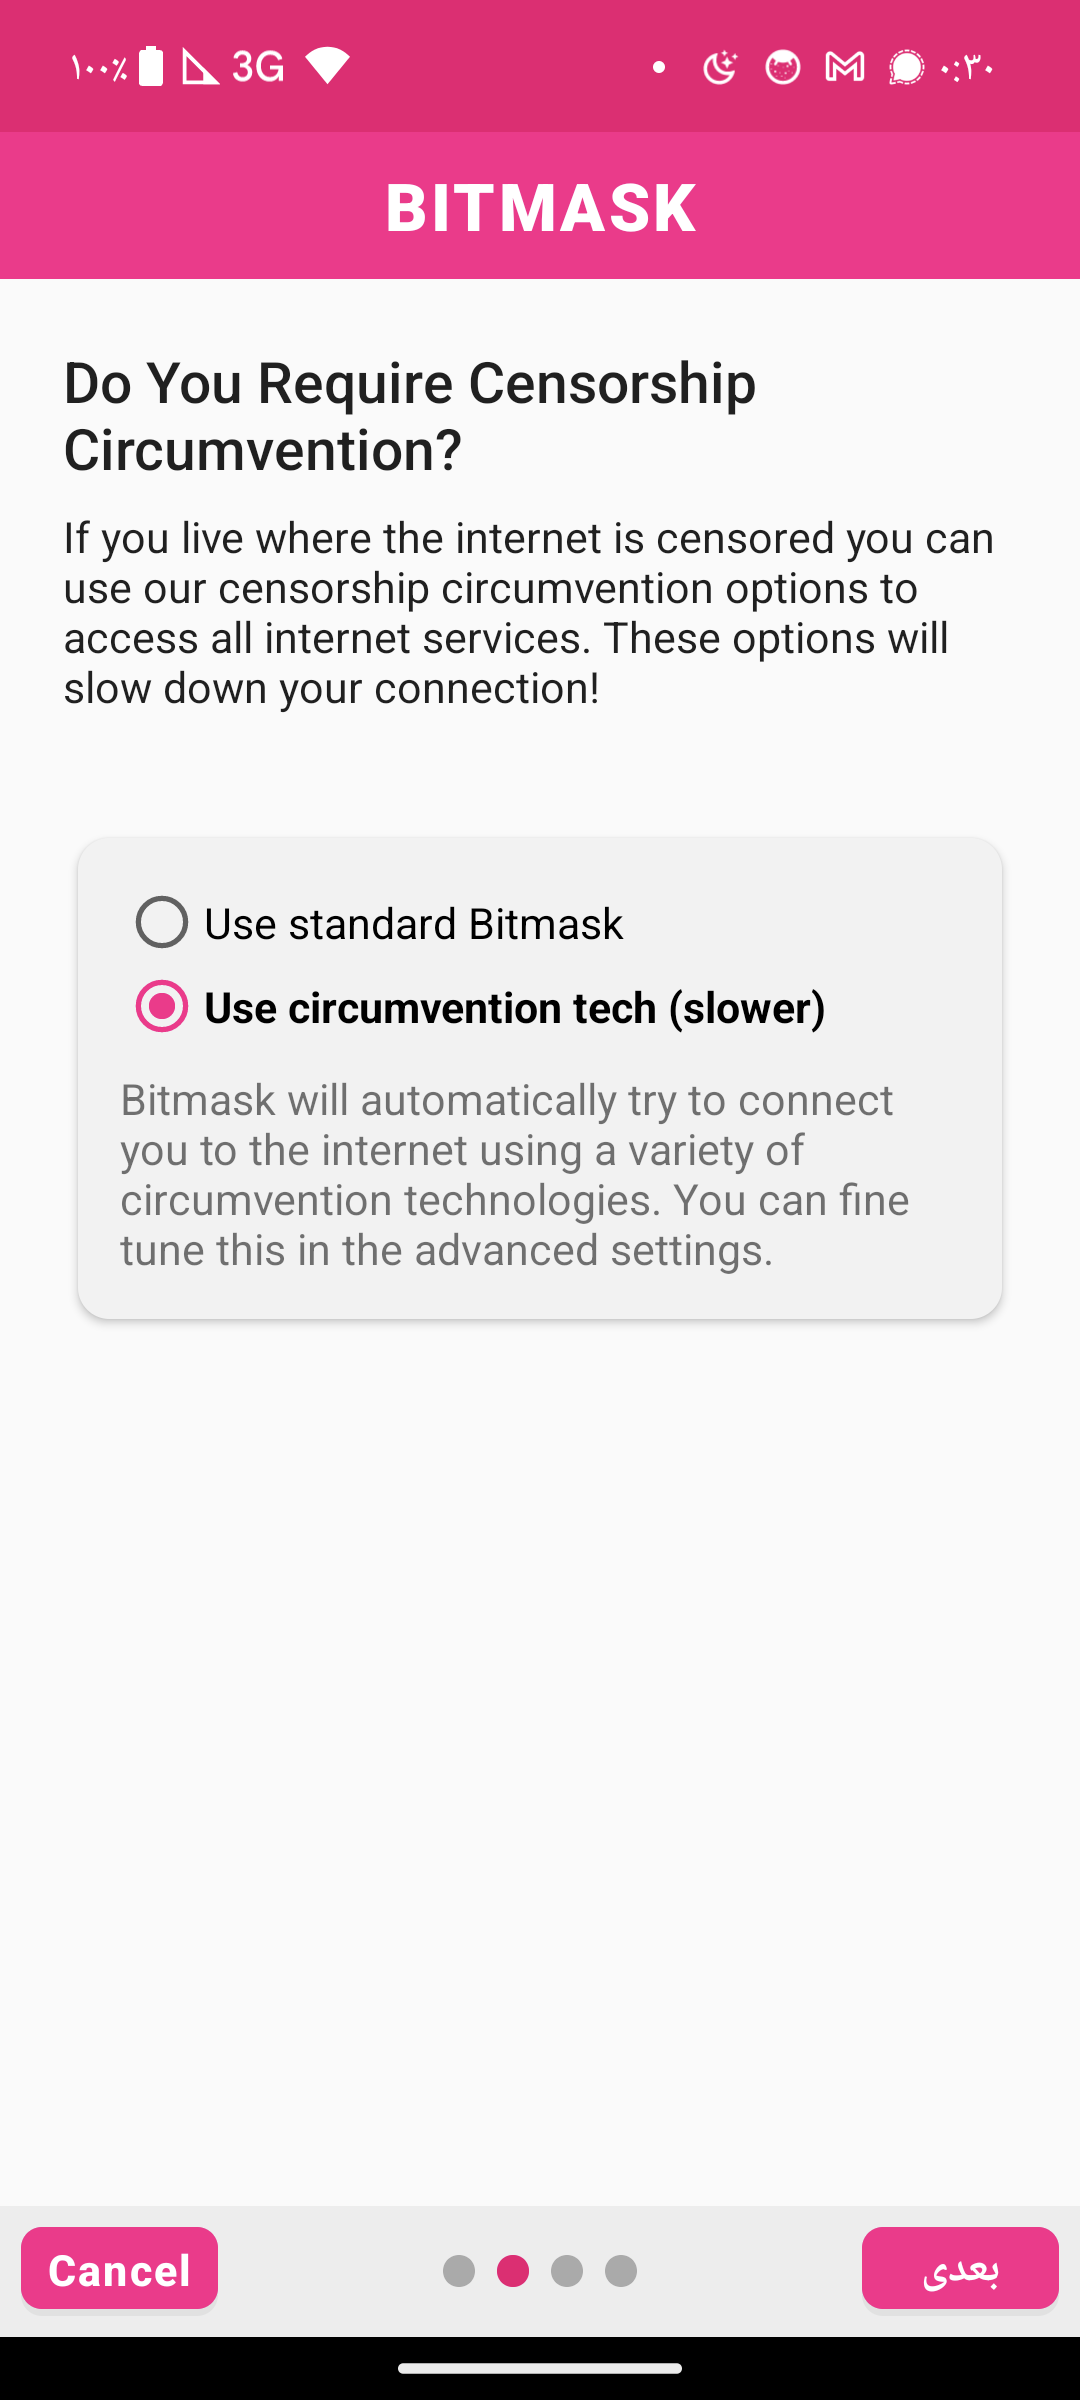 ۱۰۰٪ 3G ۰:۳۰
BITMASK
Do You Require Censorship
Circumvention?
If you live where the internet is censored you can
use our censorship circumvention options to
access all internet services. These options will
slow down your connection!
Use standard Bitmask
Use circumvention tech (slower)
Bitmask will automatically try to connect
you to the internet using a variety of
circumvention technologies. You can fine
tune this in the advanced settings.
Cancel
بعدی